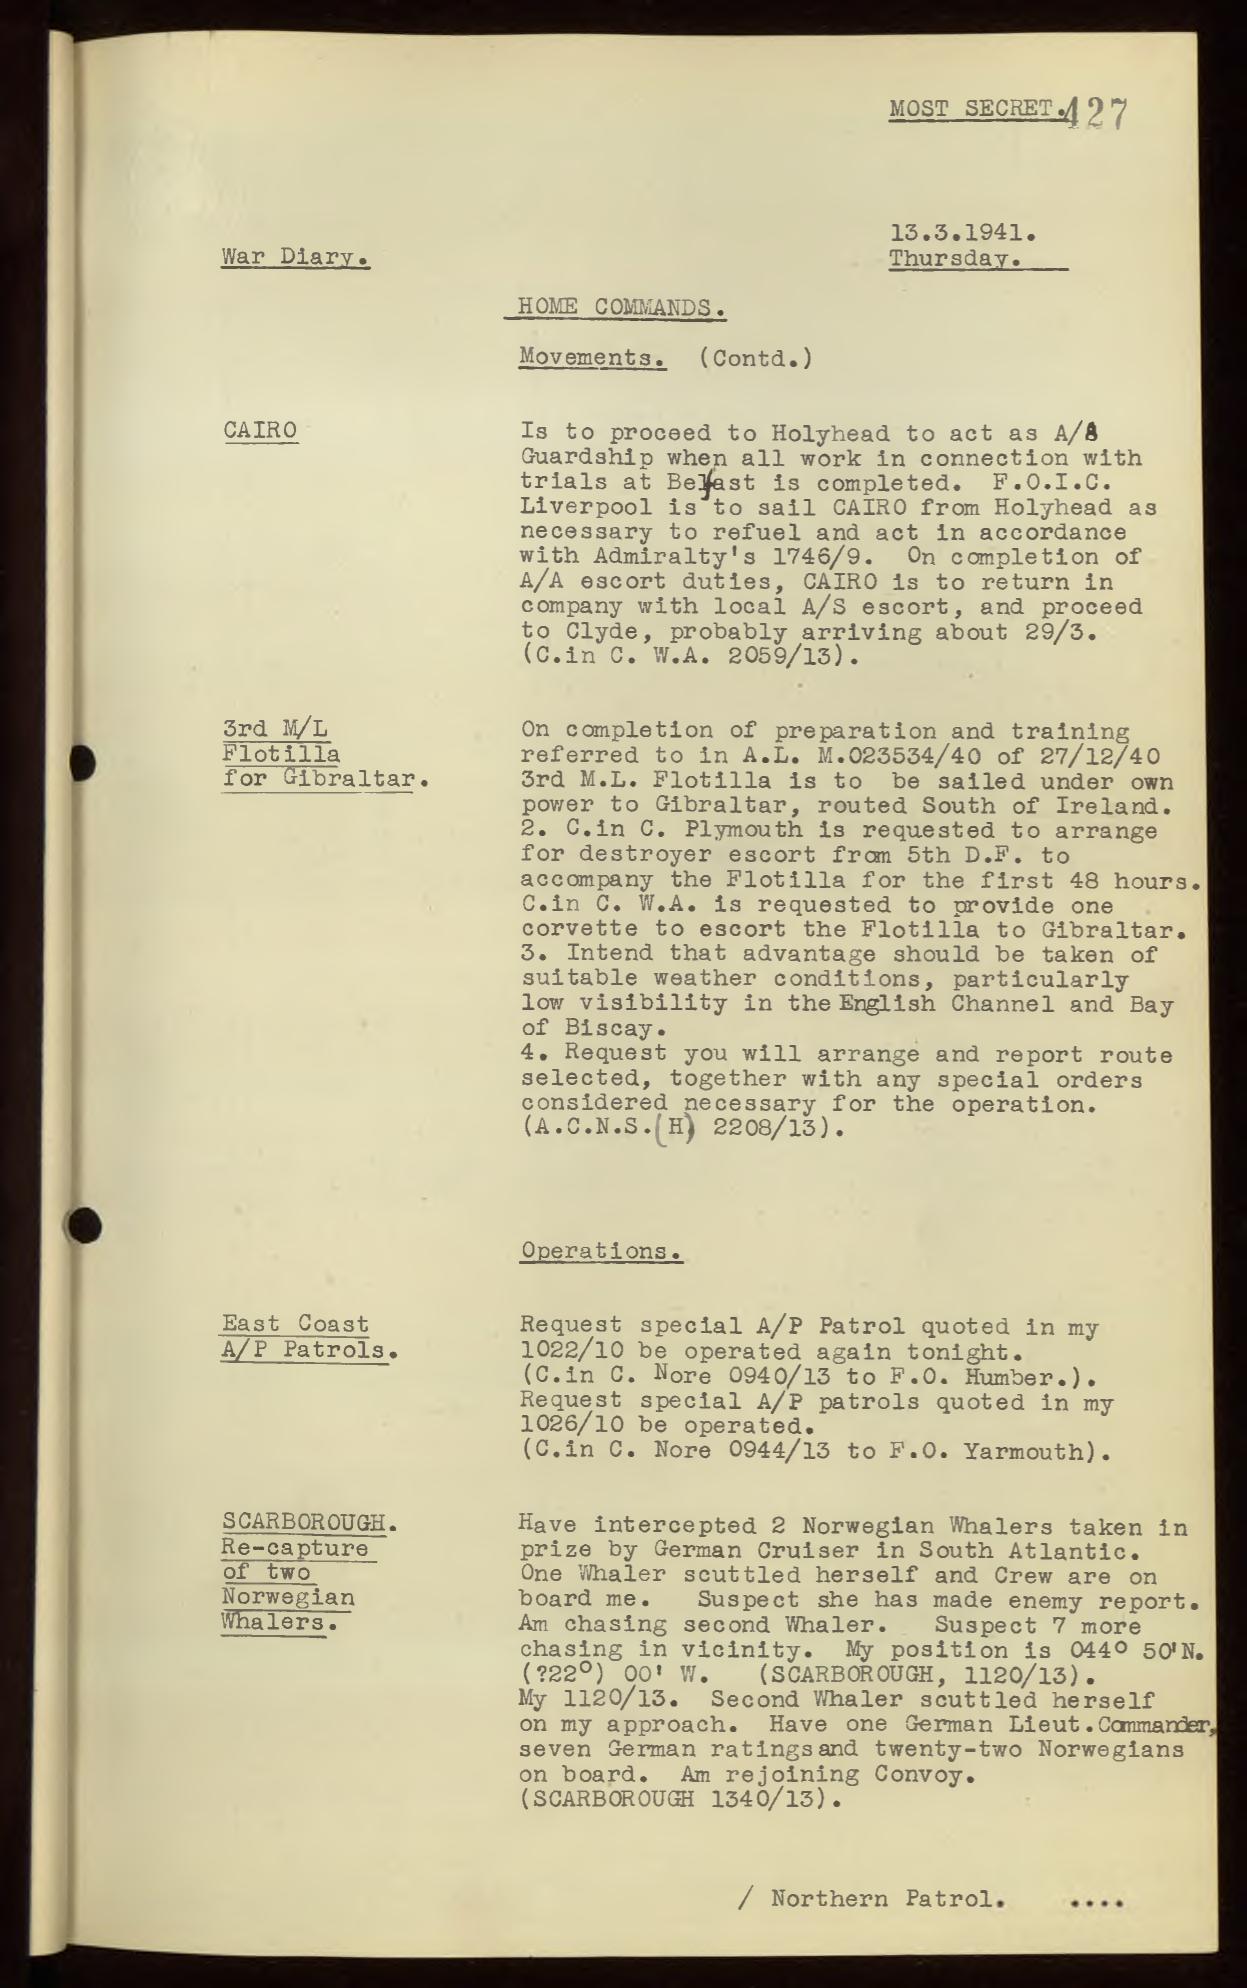 MOST SECRET. 427
13.3.1941.
War Diary.
Thursday.
HOME COMMANDS.
Movements. (Contd.)
CAIRO
Is to proceed to Holyhead to act as A/A
Guardship when all work in connection with
trials at Belfast is completed. F.O.I.C.
Liverpool is to sail CAIRO from Holyhead as
necessary to refuel and act in accordance
with Admiralty's 1746/9. On completion of
A/A escort duties, CAIRO is to return in
company with local A/S escort, and proceed
to Clyde, probably arriving about 29/3.
(C.in C. W.A. 2059/13).
3rd M/L
Flotilla
for Gibraltar.
On completion of preparation and training
referred to in A.L. M.023534/40 of 27/12/40
3rd M.L. Flotilla is to be sailed under own
power to Gibraltar, routed South of Ireland.
2. C.in C. Plymouth is requested to arrange
for destroyer escort from 5th D.F. to
accompany the Flotilla for the first 48 hours.
C.in C. W.A. is requested to provide one
corvette to escort the Flotilla to Gibraltar.
3. Intend that advantage should be taken of
suitable weather conditions, particularly
low visibility in the English Channel and Bay
of Biscay.
4. Request you will arrange and report route
selected, together with any special orders
considered necessary for the operation.
(A.C.N.S.(H) 2208/13).
Operations.
East Coast
A/P Patrols.
Request special A/P Patrol quoted in my
1022/10 be operated again tonight.
(C.in C. Nore 0940/13 to F.O. Humber.).
Request special A/P patrols quoted in my
1026/10 be operated.
(C.in C. Nore 0944/13 to F.O. Yarmouth).
SCARBOROUGH.
Re-capture
of two
Norwegian
Whalers.
Have intercepted 2 Norwegian Whalers taken in
prize by German Cruiser in South Atlantic.
One Whaler scuttled herself and Crew are on
board me. Suspect she has made enemy report.
Am chasing second Whaler. Suspect 7 more
chasing in vicinity. My position is 044° 50'N.
(?22°) 00' W. (SCARBOROUGH, 1120/13).
My 1120/13. Second Whaler scuttled herself
on my approach. Have one German Lieut.Commander,
seven German ratings and twenty-two Norwegians
on board. Am rejoining Convoy.
(SCARBOROUGH 1340/13).
/ Northern Patrol. ....